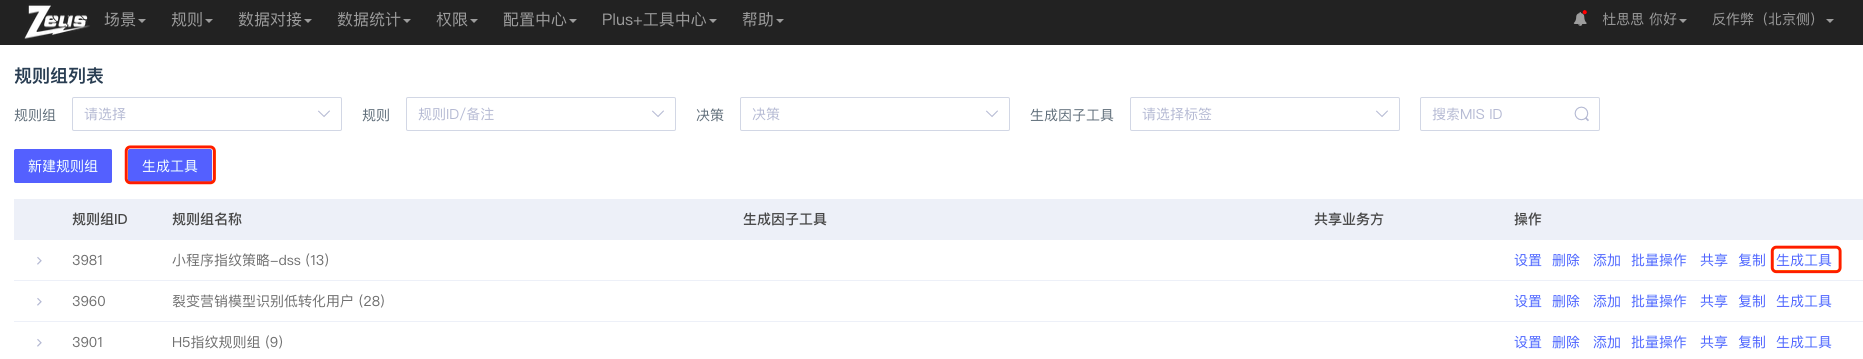 Zeus 场景 规则 数据对接 数据统计 权限 配置中心 Plus+工具中心 帮助 杜思思 你好 反作弊（北京侧）
规则组列表
规则组 请选择 规则 规则ID/备注 决策 决策 生成因子工具 请选择标签 搜索MIS ID
新建规则组 生成工具
规则组ID 规则组名称 生成因子工具 共享业务方 操作
3981 小程序指纹策略-dss (13) 设置 删除 添加 批量操作 共享 复制 生成工具
3960 裂变营销模型识别低转化用户 (28) 设置 删除 添加 批量操作 共享 复制 生成工具
3901 H5指纹规则组 (9) 设置 删除 添加 批量操作 共享 复制 生成工具